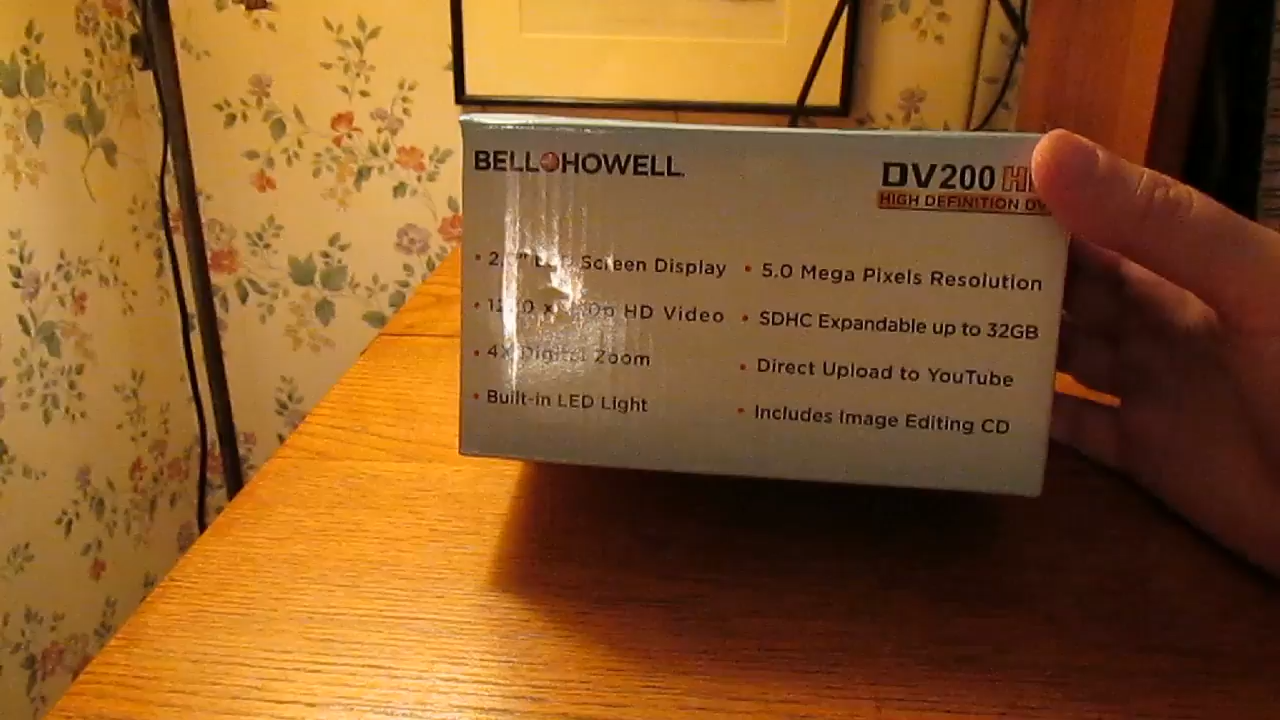 BELL HOWELL
DV200
HIGH DEFINITION DV
• Screen Display
• HD Video
• 4X Digital Zoom
• Built-in LED Light
• 5.0 Mega Pixels Resolution
• SDHC Expandable up to 32GB
• Direct Upload to YouTube
• Includes Image Editing CD